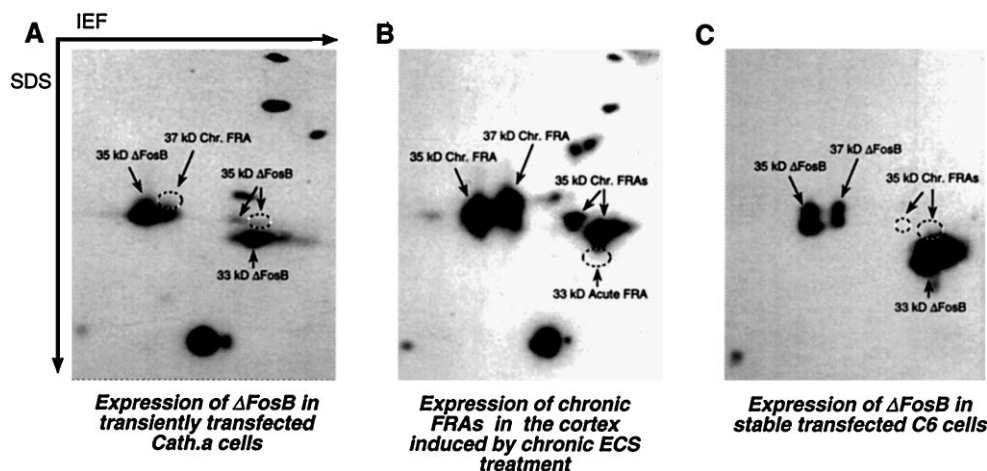 A
IEF
SDS
37 kD Chr. FRA
35 kD ΔFosB
35 kD ΔFosB
33 kD ΔFosB
Expression of ΔFosB in
transiently transfected
Cath.a cells
B
37 kD Chr. FRA
35 kD Chr. FRA
35 kD Chr. FRAs
33 kD Acute FRA
Expression of chronic
FRAs in the cortex
induced by chronic ECS
treatment
C
37 kD ΔFosB
35 kD ΔFosB
35 kD Chr. FRAs
33 kD ΔFosB
Expression of ΔFosB in
stable transfected C6 cells